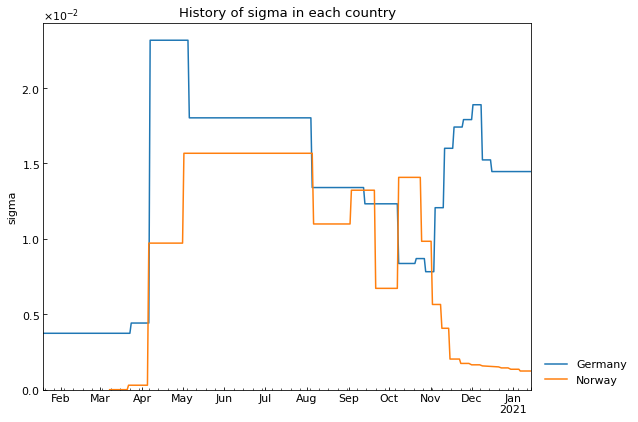 History of sigma in each country
×10⁻²
2.0
1.5
1.0
0.5
0.0
sigma
Feb Mar Apr May Jun Jul Aug Sep Oct Nov Dec Jan
2021
Germany
Norway